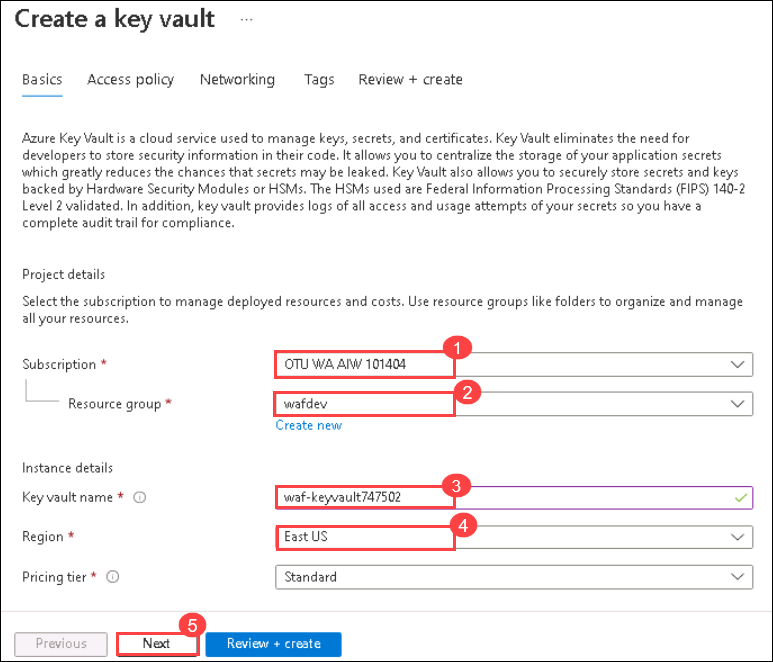 Create a key vault ...
Basics Access policy Networking Tags Review + create
Azure Key Vault is a cloud service used to manage keys, secrets, and certificates. Key Vault eliminates the need for
developers to store security information in their code. It allows you to centralize the storage of your application secrets
which greatly reduces the chances that secrets may be leaked. Key Vault also allows you to securely store secrets and keys
backed by Hardware Security Modules or HSMs. The HSMs used are Federal Information Processing Standards (FIPS) 140-2
Level 2 validated. In addition, key vault provides logs of all access and usage attempts of your secrets so you have a
complete audit trail for compliance.
Project details
Select the subscription to manage deployed resources and costs. Use resource groups like folders to organize and manage
all your resources.
1
Subscription * OTU WA AIW 101404
2
Resource group * wafdev
Create new
Instance details
3
Key vault name * waf-keyvault747502
4
Region * East US
Pricing tier * Standard
5
Previous Next Review + create